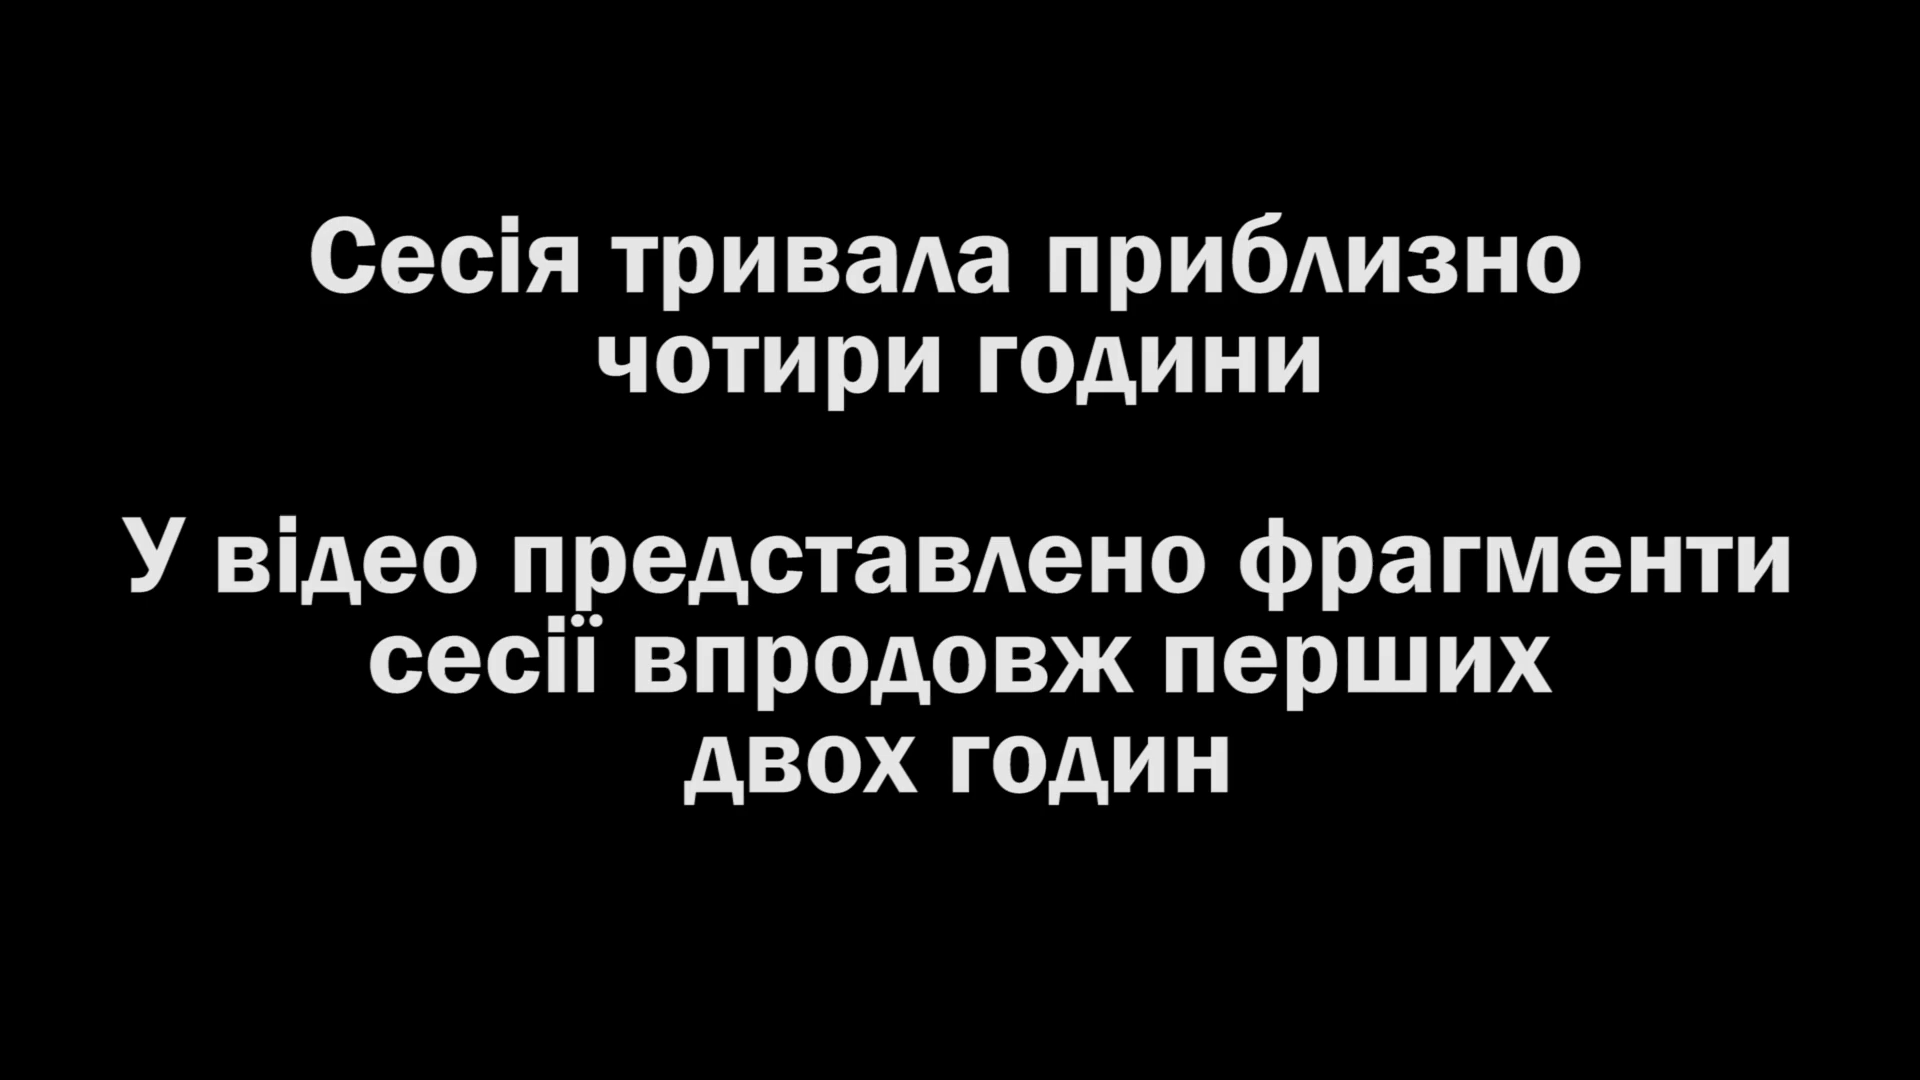 Сесія тривала приблизно
чотири години
У відео представлено фрагменти
сесії впродовж перших
двох годин